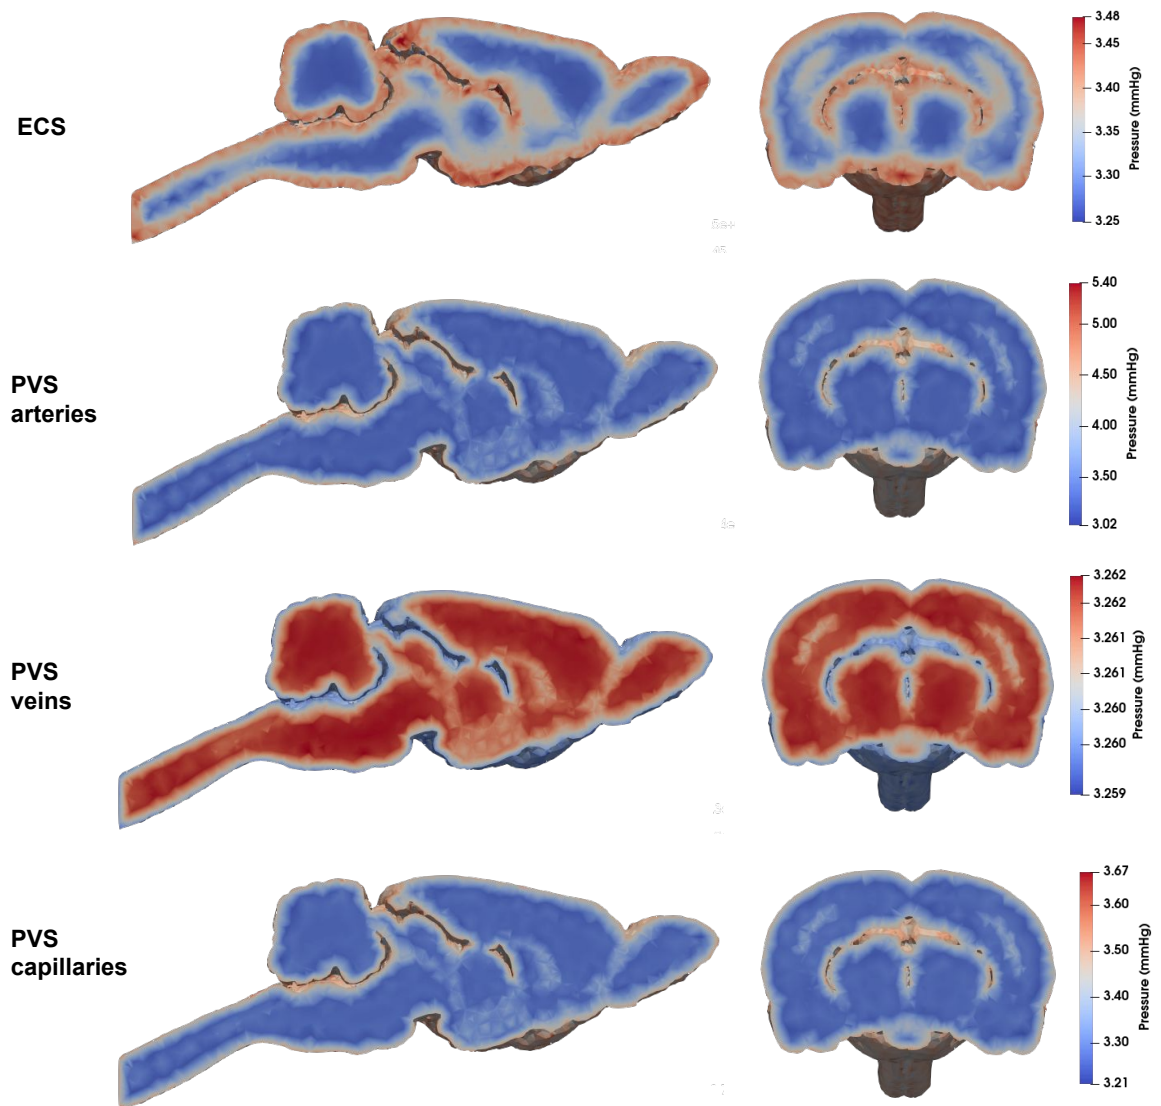 ECS
3.48
3.45
3.40
3.35
3.30
3.25
Pressure (mmHg)
PVS
arteries
5.40
5.00
4.50
4.00
3.50
3.02
Pressure (mmHg)
PVS
veins
3.262
3.262
3.261
3.261
3.260
3.260
3.259
Pressure (mmHg)
PVS
capillaries
3.67
3.60
3.50
3.40
3.30
3.21
Pressure (mmHg)